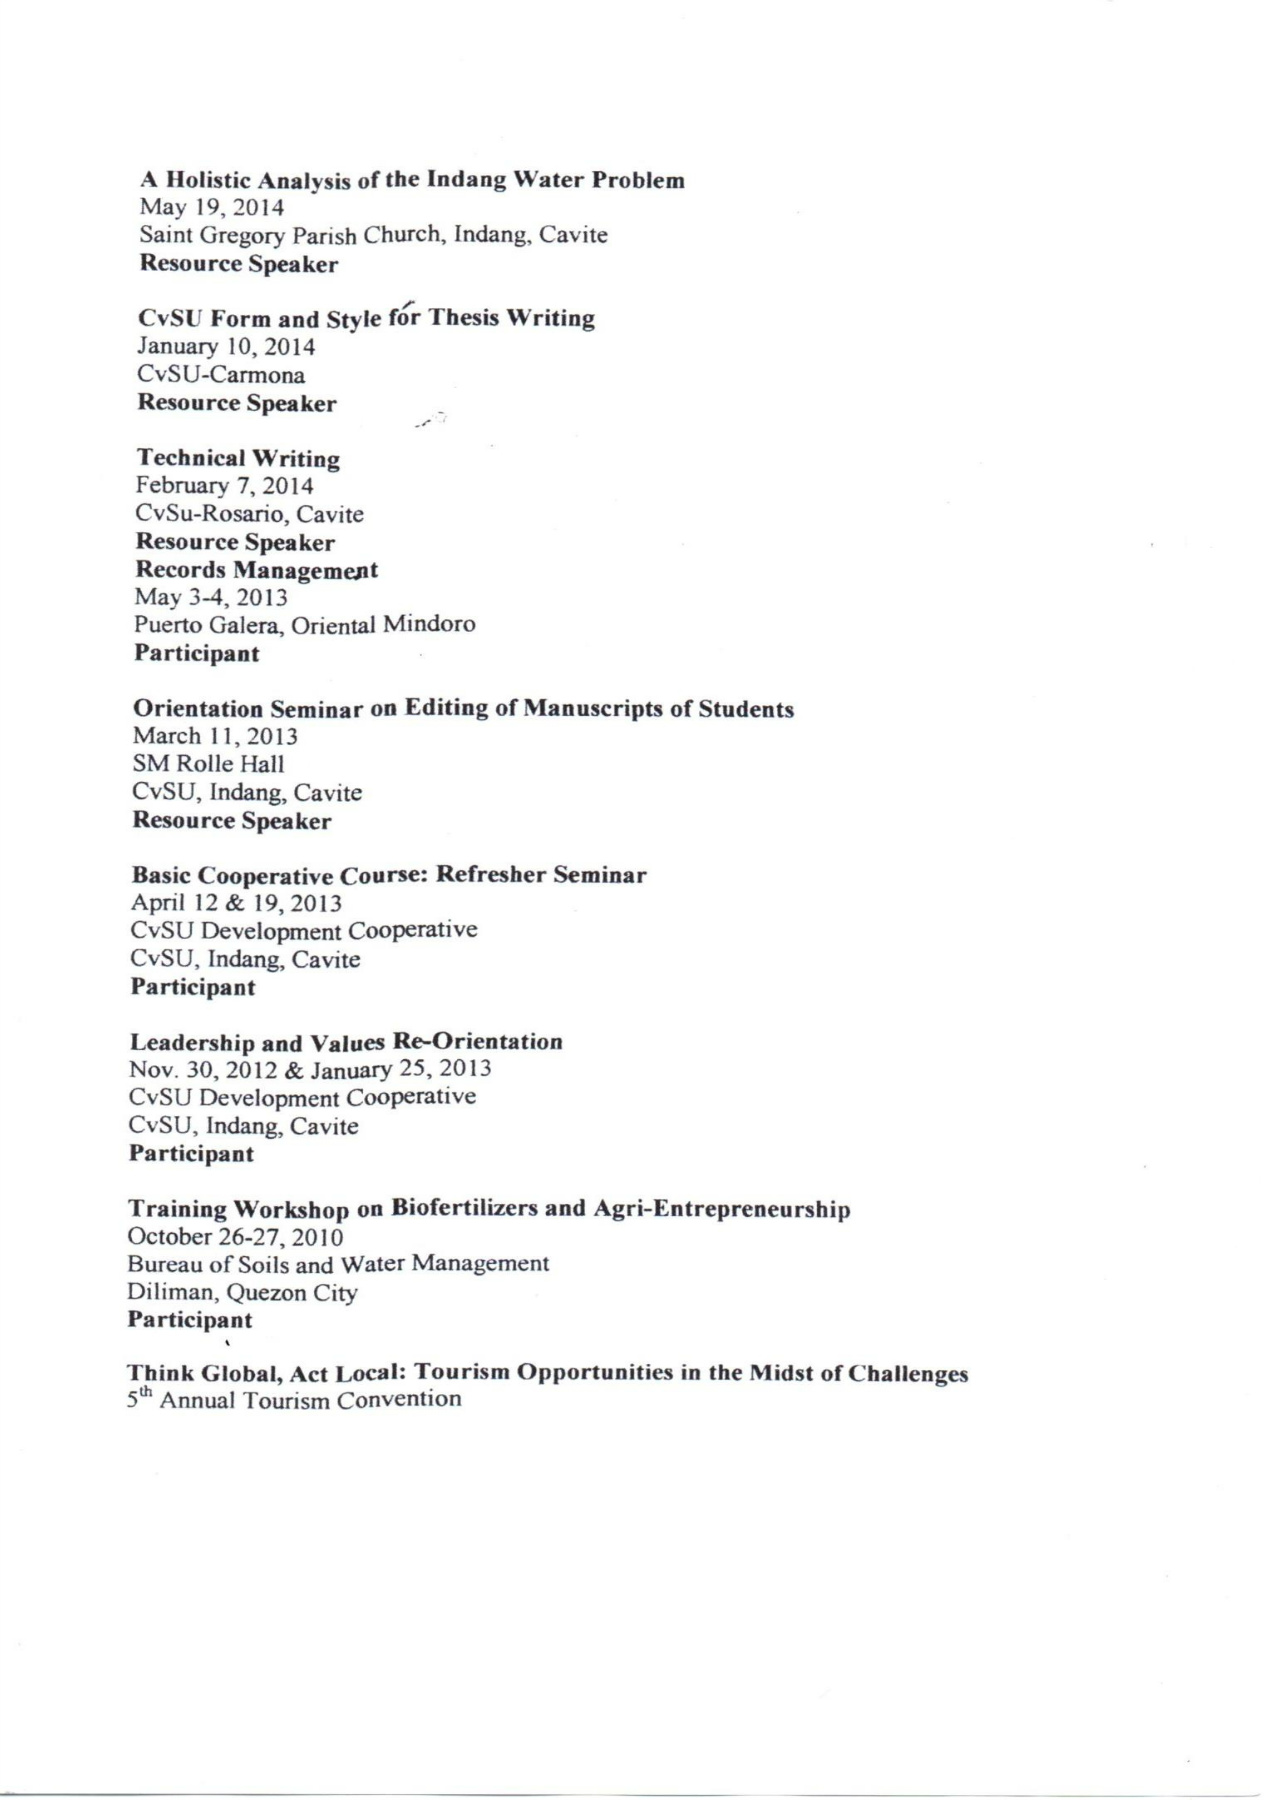 A Holistic Analysis of the Indang Water Problem
May 19, 2014
Saint Gregory Parish Church, Indang, Cavite
Resource Speaker
CvSU Form and Style for Thesis Writing
January 10, 2014
CvSU-Carmona
Resource Speaker
Technical Writing
February 7, 2014
CvSu-Rosario, Cavite
Resource Speaker
Records Management
May 3-4, 2013
Puerto Galera, Oriental Mindoro
Participant
Orientation Seminar on Editing of Manuscripts of Students
March 11, 2013
SM Rolle Hall
CvSU, Indang, Cavite
Resource Speaker
Basic Cooperative Course: Refresher Seminar
April 12 & 19, 2013
CvSU Development Cooperative
CvSU, Indang, Cavite
Participant
Leadership and Values Re-Orientation
Nov. 30, 2012 & January 25, 2013
CvSU Development Cooperative
CvSU, Indang, Cavite
Participant
Training Workshop on Biofertilizers and Agri-Entrepreneurship
October 26-27, 2010
Bureau of Soils and Water Management
Diliman, Quezon City
Participant
Think Global, Act Local: Tourism Opportunities in the Midst of Challenges
5th Annual Tourism Convention